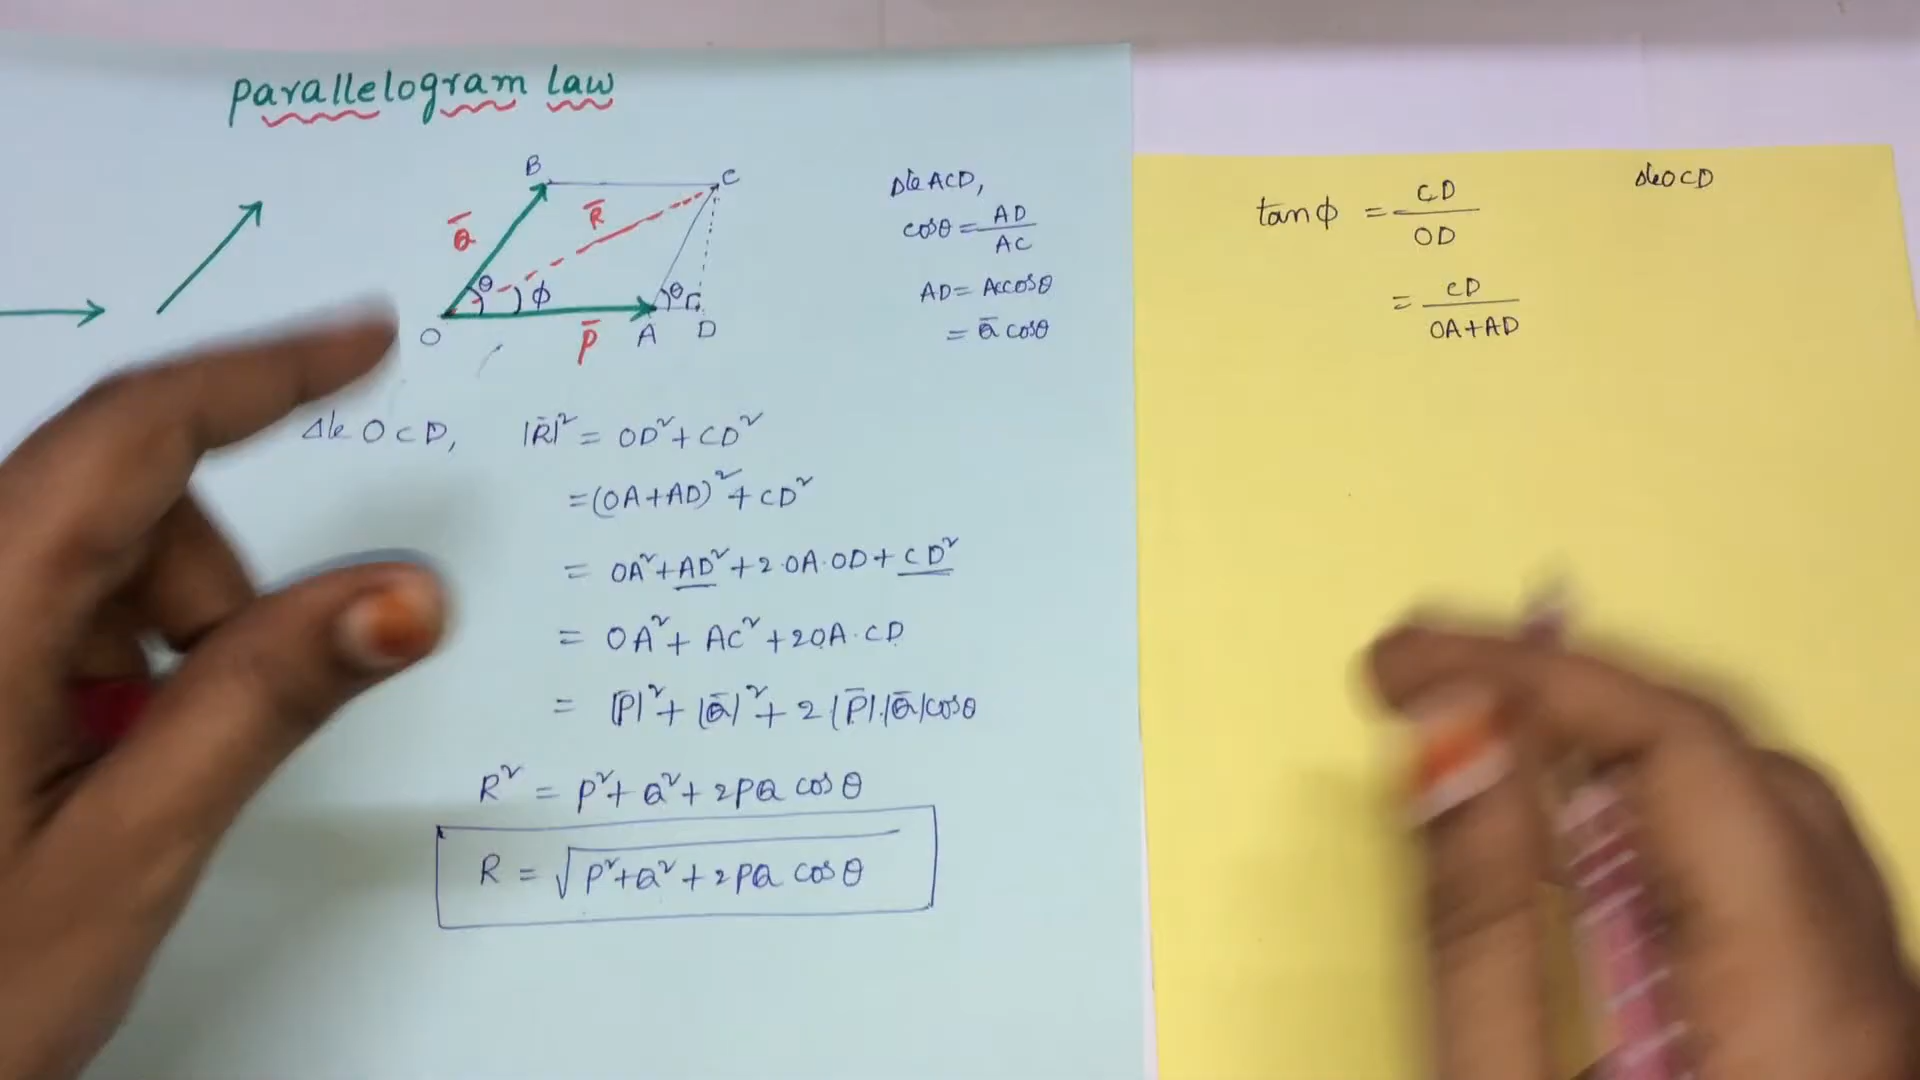 Parallelogram law
B
C
Q̄
R̄
θ
ϕ
θ
O
P̄
A
D
Δle ACD,
cosθ = AD/AC
AD = ACcosθ
= Q̄ cosθ
Δle OCD, |R̄|² = OD² + CD²
= (OA+AD)² + CD²
= OA² + AD² + 2·OA·OD + CD²
= OA² + AC² + 2OA·CD
= |P̄|² + |Q̄|² + 2|P̄|·|Q̄|cosθ
R² = P² + Q² + 2PQ cosθ
R = √P²+Q²+2PQ cosθ
tanϕ = CD/OD
ΔleOCD
= CD/OA+AD